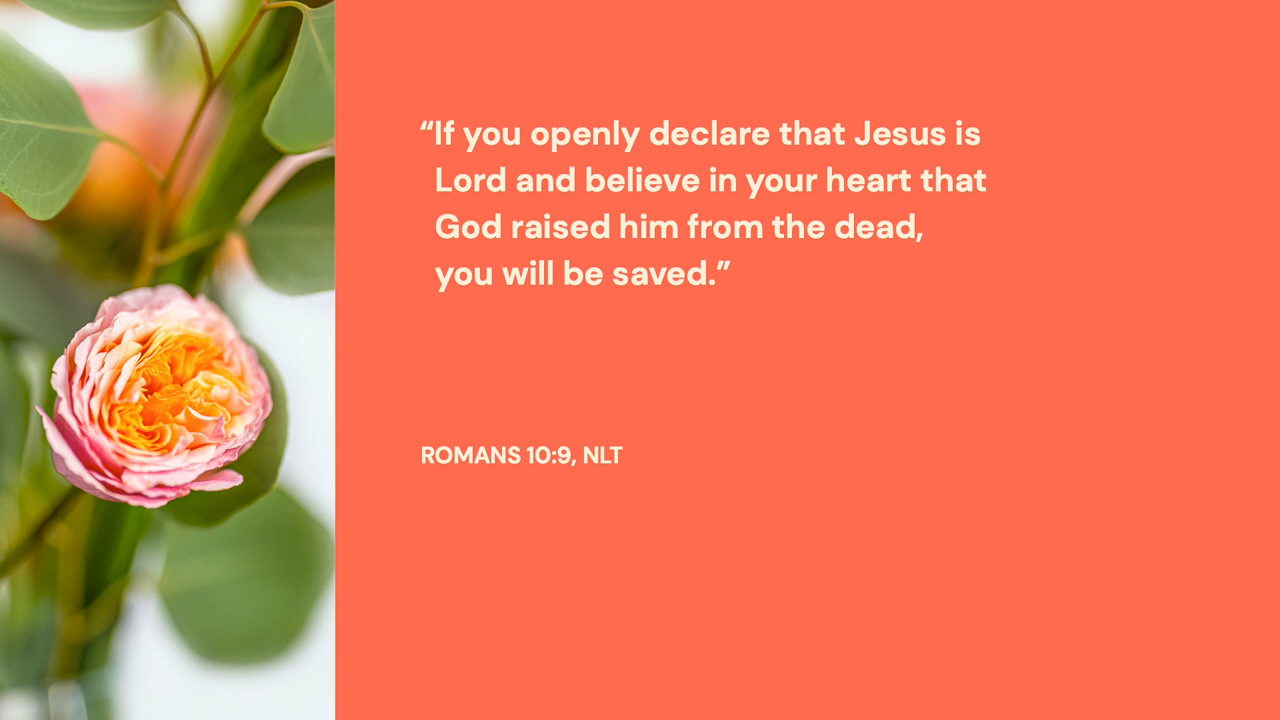 “If you openly declare that Jesus is
Lord and believe in your heart that
God raised him from the dead,
you will be saved.”
ROMANS 10:9, NLT